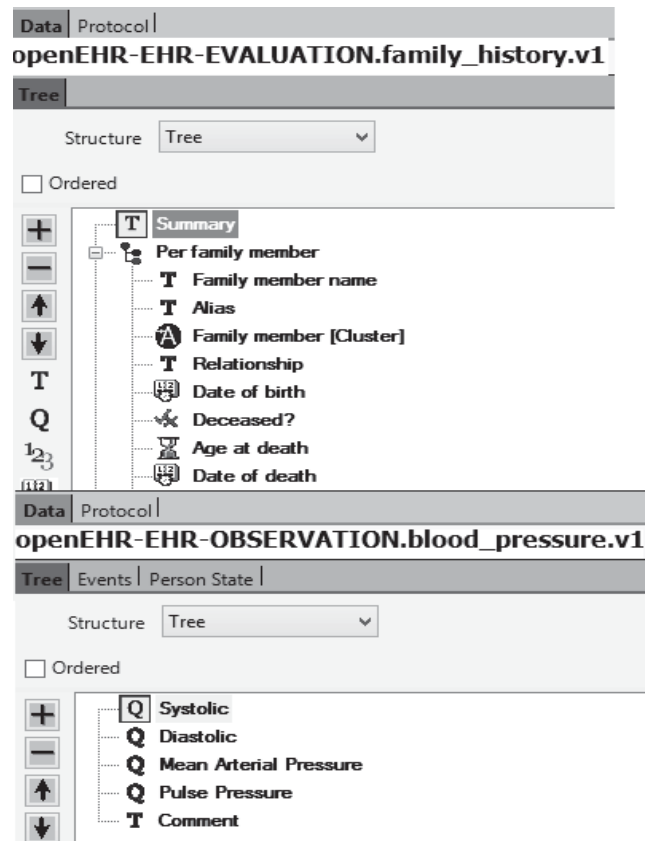 Data Protocol
openEHR-EHR-EVALUATION.family_history.v1
Tree
Structure Tree
Ordered
T Summary
Per family member
T Family member name
T Alias
A Family member [Cluster]
T Relationship
Date of birth
Deceased?
Age at death
Date of death
T
Q
123
Data Protocol
openEHR-EHR-OBSERVATION.blood_pressure.v1
Tree Events Person State
Structure Tree
Ordered
Q Systolic
Q Diastolic
Q Mean Arterial Pressure
Q Pulse Pressure
T Comment